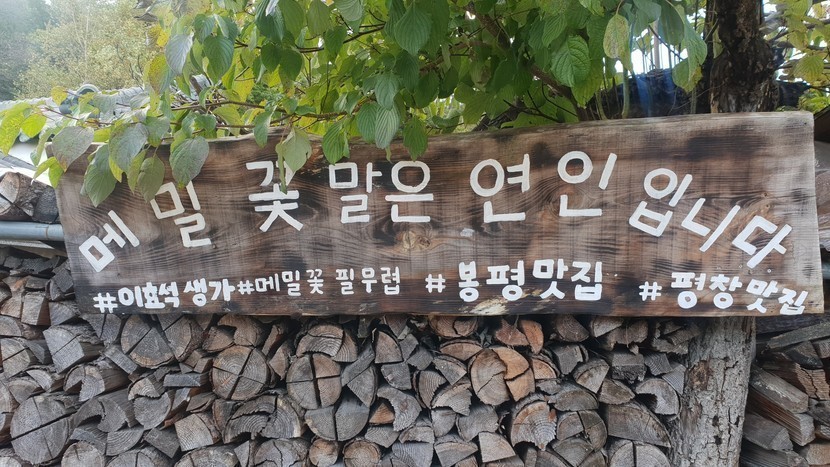 메밀 꽃 말은 연인 입니다
#이효석 생가 #메밀꽃 필무렵 # 봉평맛집 # 평창맛집